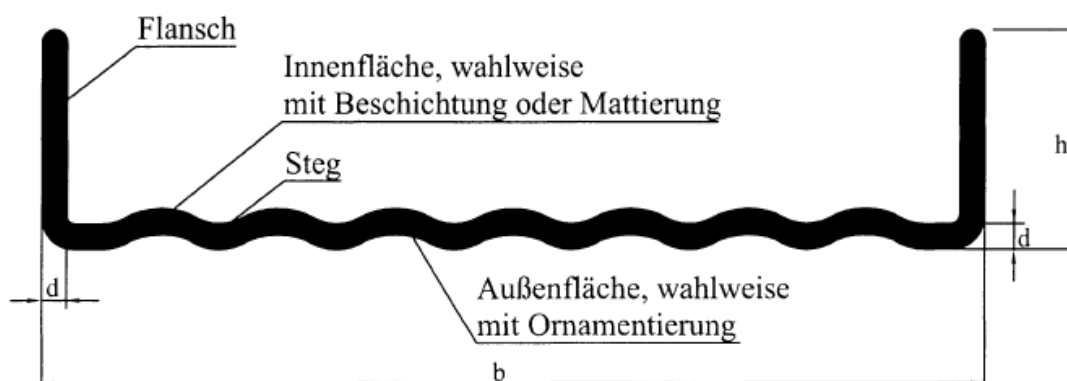 Flansch
Innenfläche, wahlweise
mit Beschichtung oder Mattierung
h
Steg
d
d
Außenfläche, wahlweise
mit Ornamentierung
b